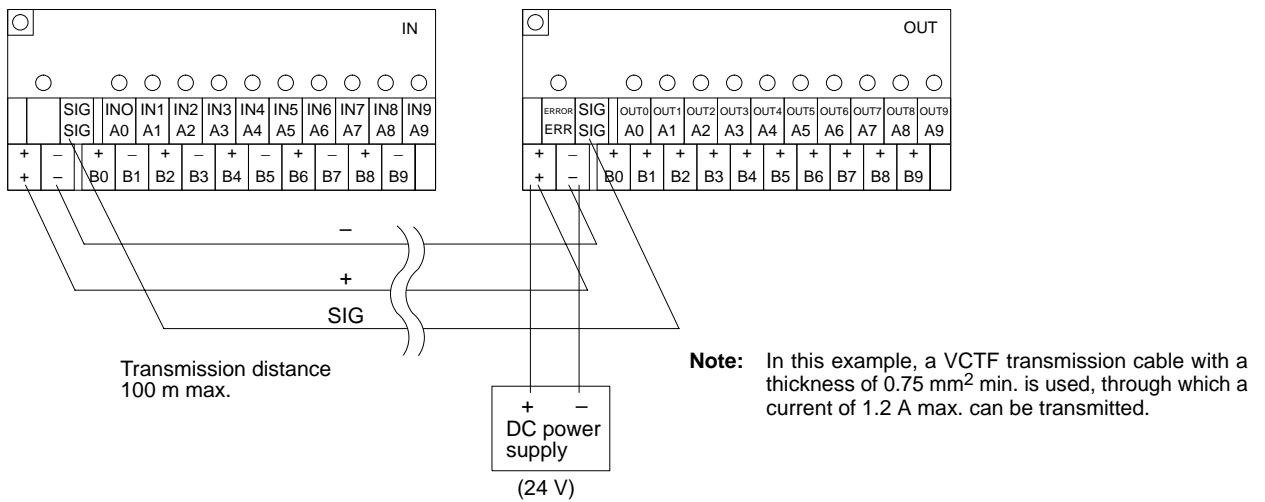 IN
SIG INO IN1 IN2 IN3 IN4 IN5 IN6 IN7 IN8 IN9
SIG A0 A1 A2 A3 A4 A5 A6 A7 A8 A9
+ – + – + – + – + – + –
+ – B0 B1 B2 B3 B4 B5 B6 B7 B8 B9
OUT
ERROR SIG OUT0 OUT1 OUT2 OUT3 OUT4 OUT5 OUT6 OUT7 OUT8 OUT9
ERR SIG A0 A1 A2 A3 A4 A5 A6 A7 A8 A9
+ – + + + + + + + + + +
+ – B0 B1 B2 B3 B4 B5 B6 B7 B8 B9
–
+
SIG
Transmission distance
100 m max.
+ –
DC power
supply
(24 V)
Note: In this example, a VCTF transmission cable with a
thickness of 0.75 mm2 min. is used, through which a
current of 1.2 A max. can be transmitted.